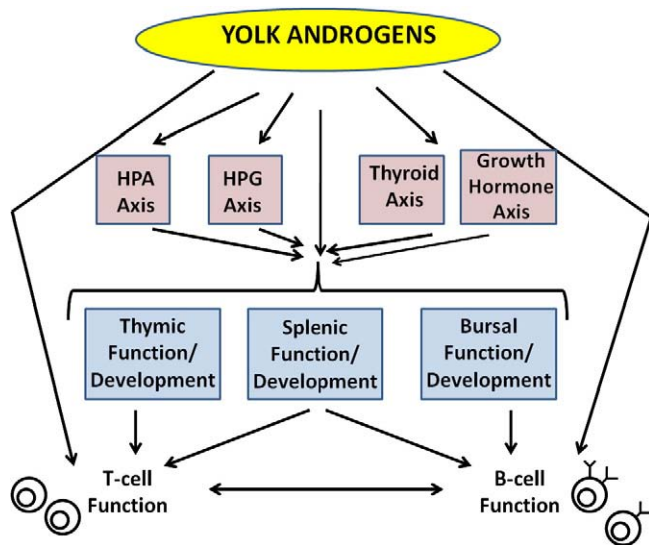 YOLK ANDROGENS
HPA
Axis
HPG
Axis
Thyroid
Axis
Growth
Hormone
Axis
Thymic
Function/
Development
Splenic
Function/
Development
Bursal
Function/
Development
T-cell
Function
B-cell
Function